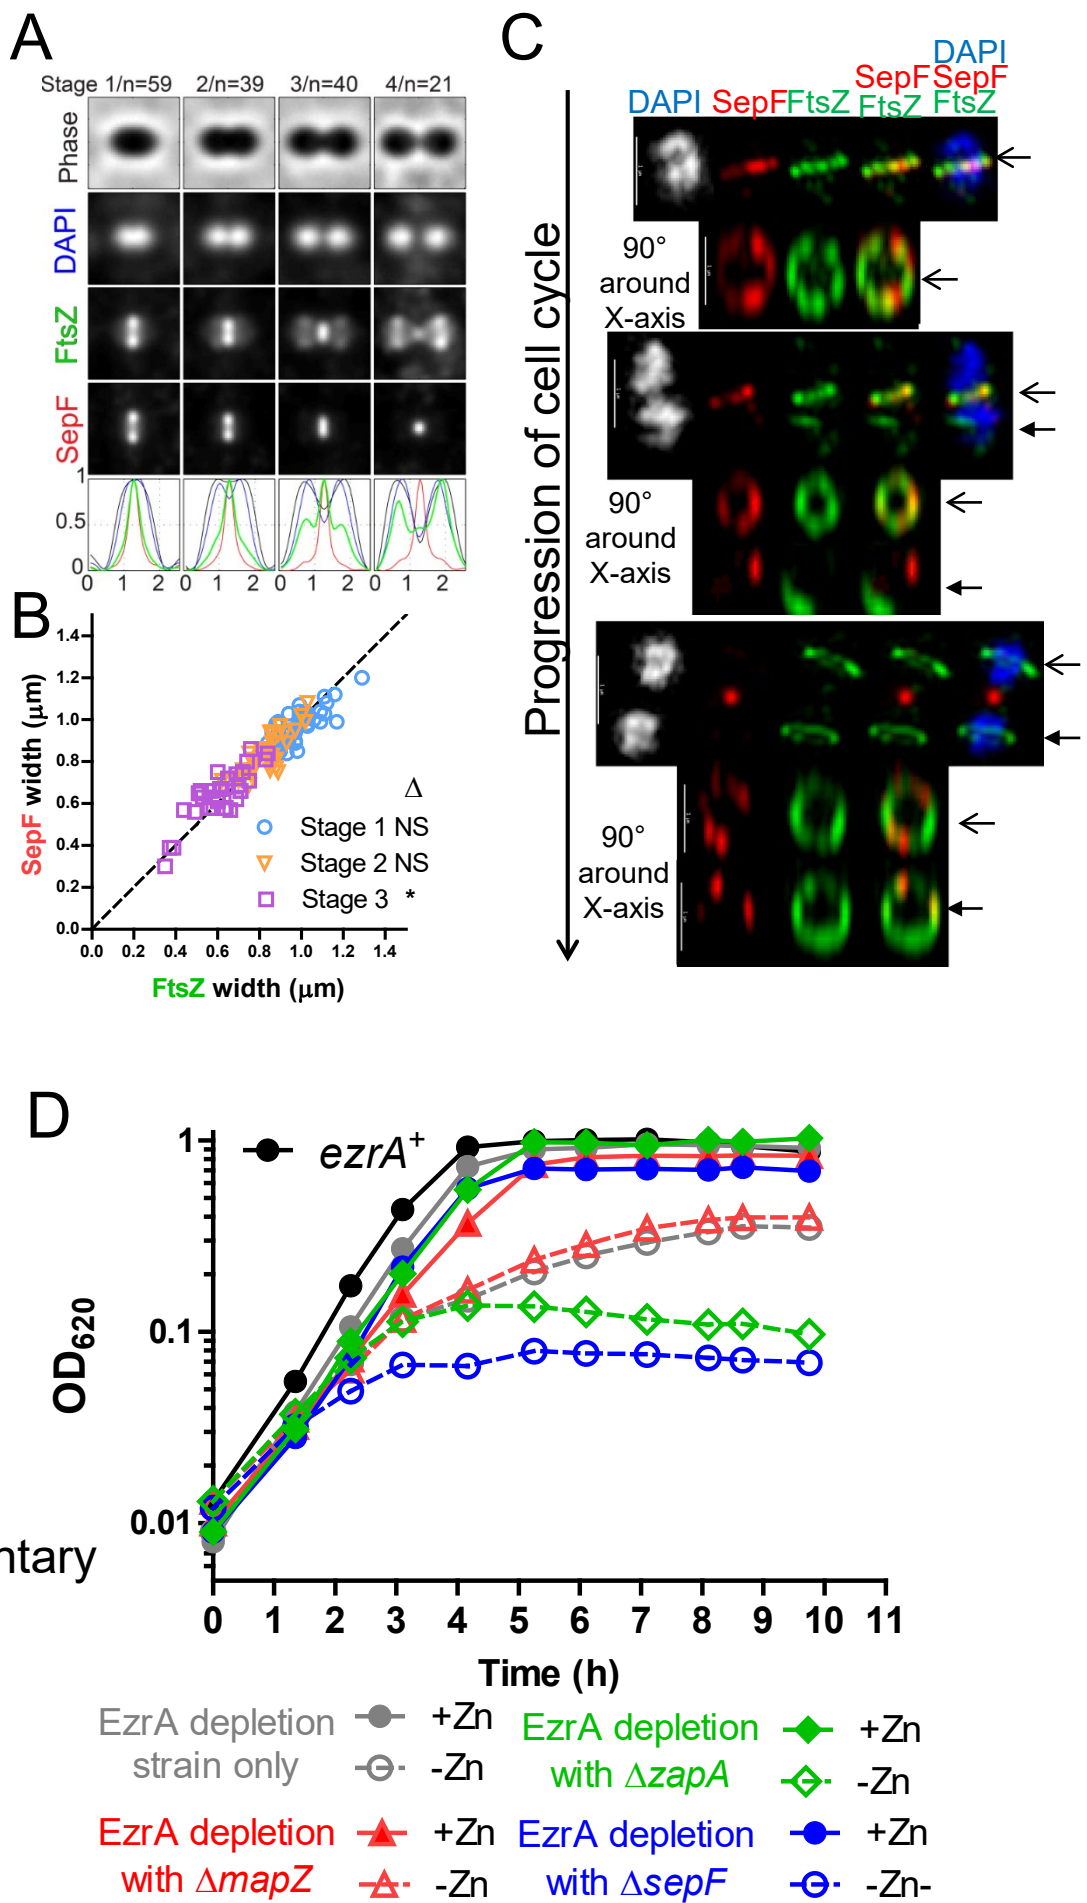 A
Stage 1/n=59 2/n=39 3/n=40 4/n=21
Phase
DAPI
FtsZ
SepF
1
0.5
0
0 1 2 0 1 2 0 1 2 0 1 2
B
SepF width (μm)
1.4
1.2
1.0
0.8
0.6
0.4
0.2
0.0
0.0 0.2 0.4 0.6 0.8 1.0 1.2 1.4
FtsZ width (μm)
Δ
Stage 1 NS
Stage 2 NS
Stage 3 *
C
Progression of cell cycle
DAPI SepF FtsZ SepF FtsZ DAPI SepF FtsZ
90°
around
X-axis
90°
around
X-axis
90°
around
X-axis
D
ezrA+
OD620
1
0.1
0.01
ntary
0 1 2 3 4 5 6 7 8 9 10 11
Time (h)
EzrA depletion
strain only
+Zn
-Zn
EzrA depletion
with ΔzapA
+Zn
-Zn
EzrA depletion
with ΔmapZ
+Zn
-Zn
EzrA depletion
with ΔsepF
+Zn
-Zn-